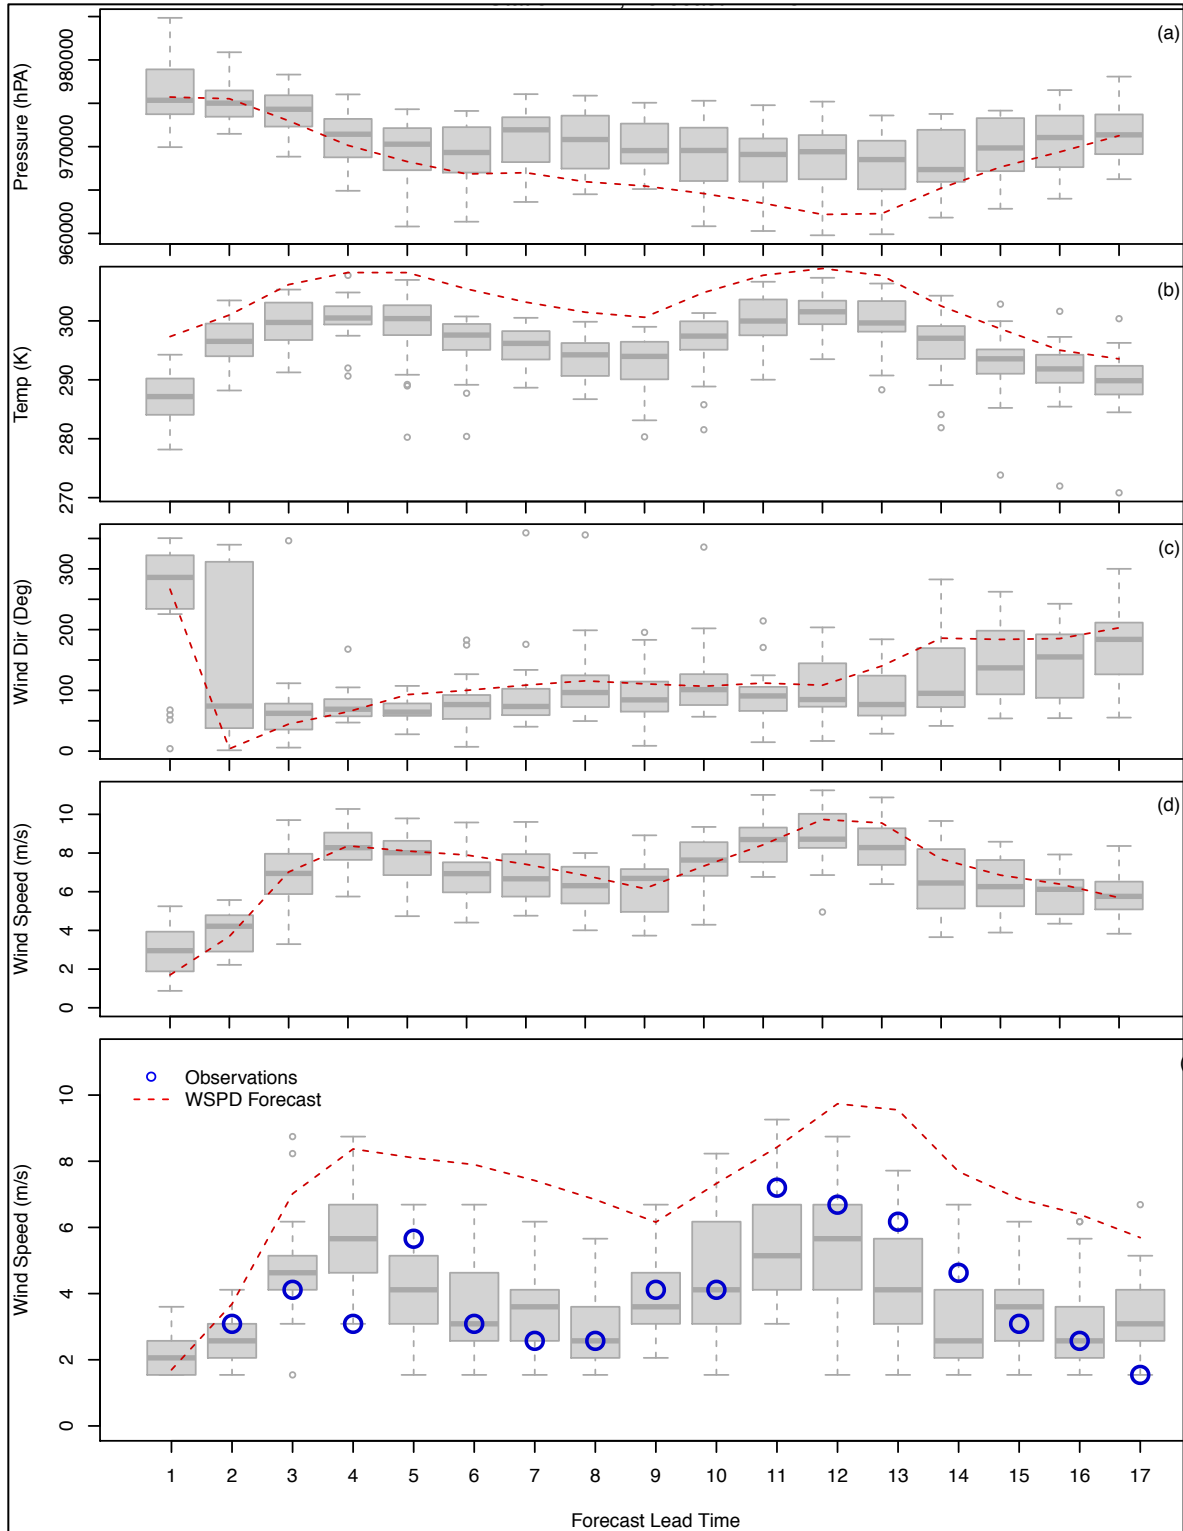 (a)
Pressure (hPA)
980000
970000
960000
(b)
Temp (K)
300
290
280
270
(c)
Wind Dir (Deg)
300
200
100
0
(d)
Wind Speed (m/s)
10
8
6
4
2
0
Observations
WSPD Forecast
Wind Speed (m/s)
10
8
6
4
2
0
1 2 3 4 5 6 7 8 9 10 11 12 13 14 15 16 17
Forecast Lead Time